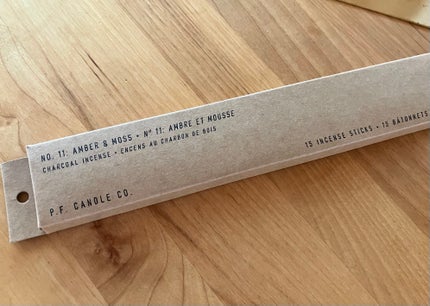 NO. 11: AMBER & MOSS • Nº 11: AMBRE ET MOUSSE
CHARCOAL INCENSE • ENCENS AU CHARBON DE BOIS
15 INCENSE STICKS • 15 BÂTONNETS
P.F. CANDLE CO.